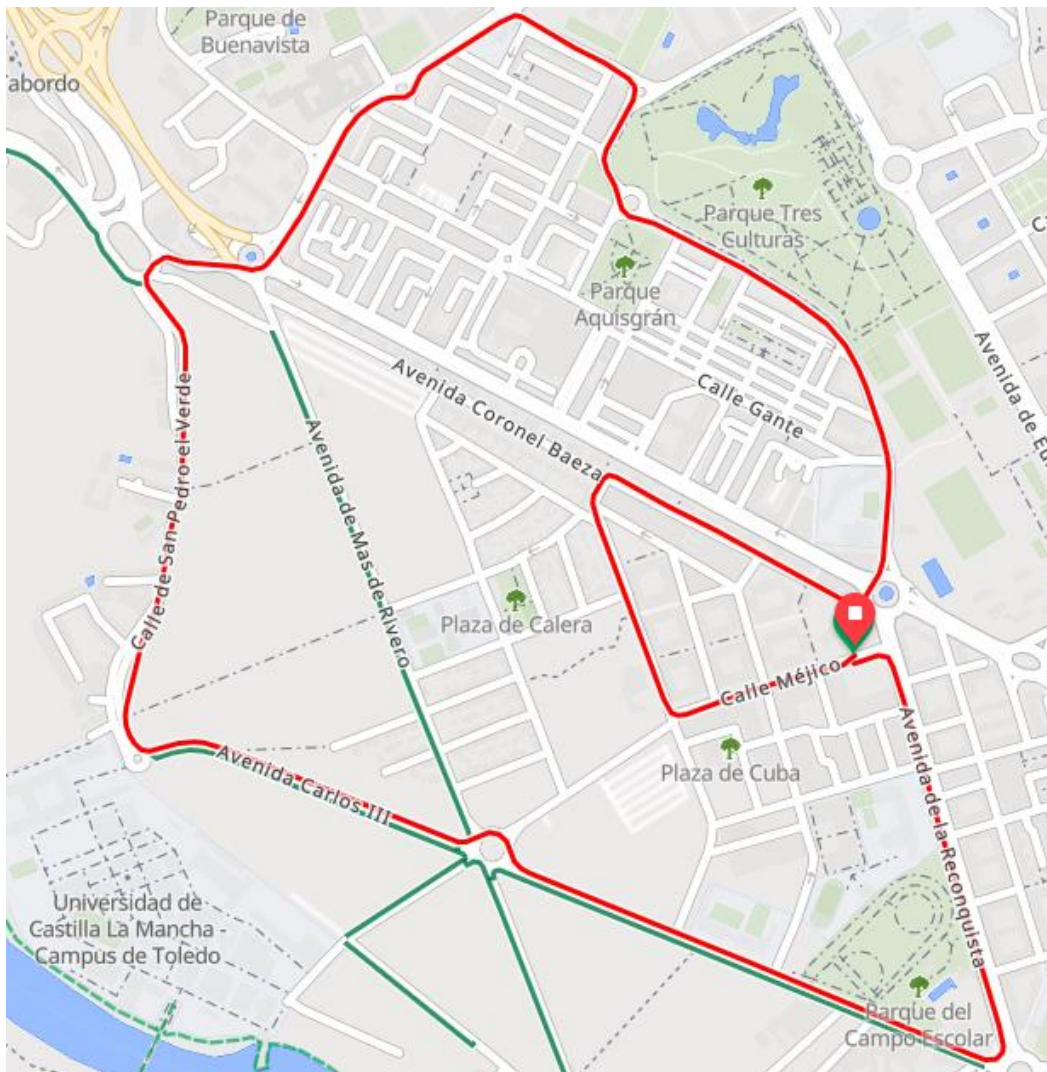 Parque de
Buenavista
abordo
Parque Tres
Culturas
Parque
Aquisgrán
Avenida de Eu
Avenida Coronel Baeza
Calle Gante
Calle de San Pedro el Verde
Avenida de Mas de Rivero
Plaza de Calera
Calle Méjico
Plaza de Cuba
Avenida de la Reconquista
Avenida Carlos III
Universidad de
Castilla La Mancha -
Campus de Toledo
Parque del
Campo Escolar